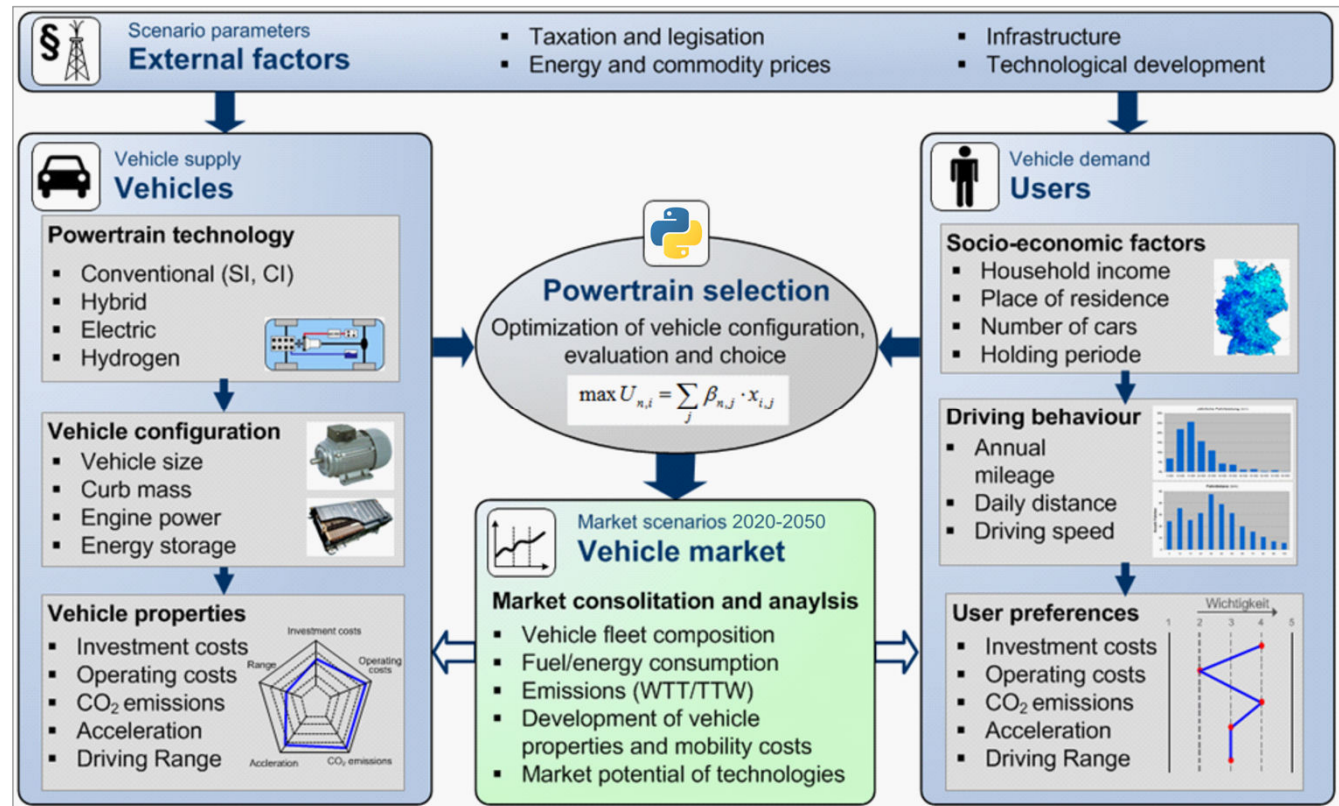 Scenario parameters
External factors
▪ Taxation and legisation
▪ Energy and commodity prices
▪ Infrastructure
▪ Technological development
§
Vehicle supply
Vehicles
Powertrain technology
▪ Conventional (SI, CI)
▪ Hybrid
▪ Electric
▪ Hydrogen
Vehicle configuration
▪ Vehicle size
▪ Curb mass
▪ Engine power
▪ Energy storage
Vehicle properties
▪ Investment costs
▪ Operating costs
▪ CO₂ emissions
▪ Acceleration
▪ Driving Range
Investment costs
Range
Operating
costs
Accleration
CO₂ emissions
Powertrain selection
Optimization of vehicle configuration,
evaluation and choice
max U_{n,i} = ∑_j β_{n,j} · x_{i,j}
Market scenarios 2020-2050
Vehicle market
Market consolitation and anaylsis
▪ Vehicle fleet composition
▪ Fuel/energy consumption
▪ Emissions (WTT/TTW)
▪ Development of vehicle
properties and mobility costs
▪ Market potential of technologies
Vehicle demand
Users
Socio-economic factors
▪ Household income
▪ Place of residence
▪ Number of cars
▪ Holding periode
Driving behaviour
▪ Annual
mileage
▪ Daily distance
▪ Driving speed
User preferences
▪ Investment costs
▪ Operating costs
▪ CO₂ emissions
▪ Acceleration
▪ Driving Range
Wichtigkeit
1 2 3 4 5